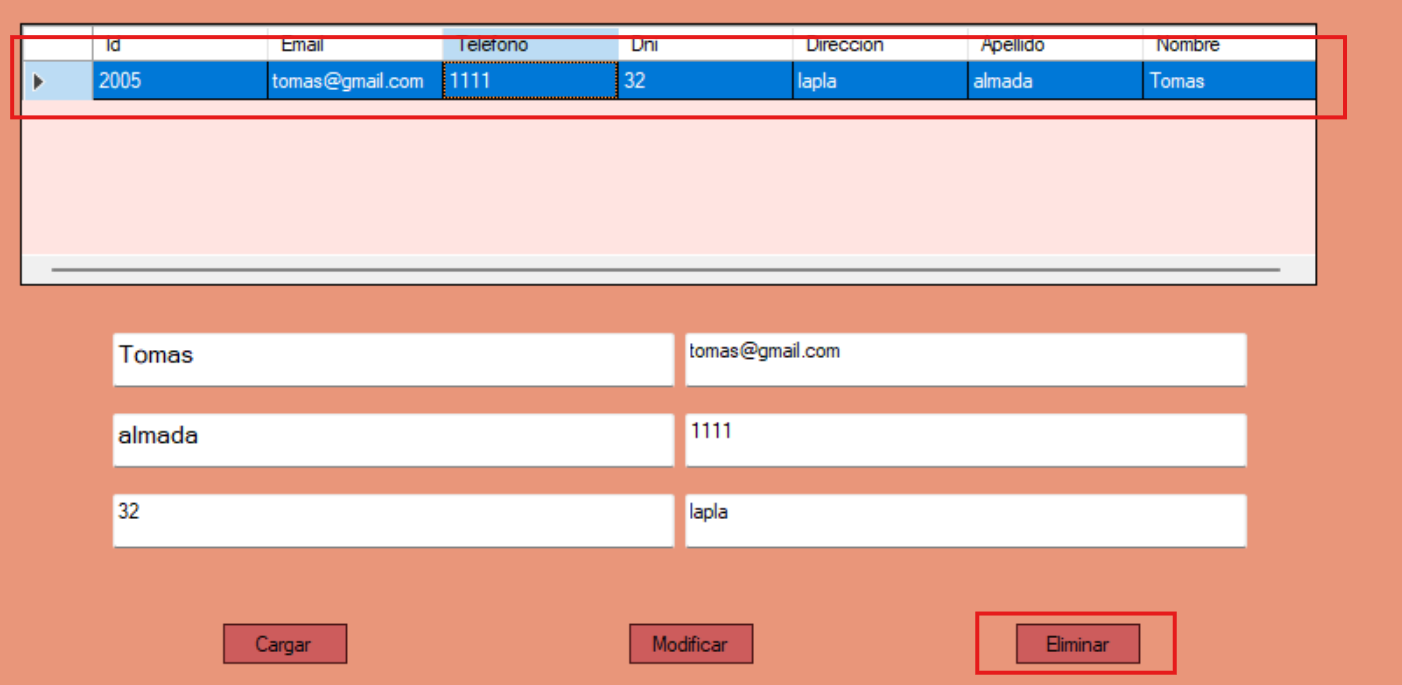 Id Email Telefono Dni Direccion Apellido Nombre
2005 tomas@gmail.com 1111 32 lapla almada Tomas
Tomas tomas@gmail.com
almada 1111
32 lapla
Cargar Modificar Eliminar